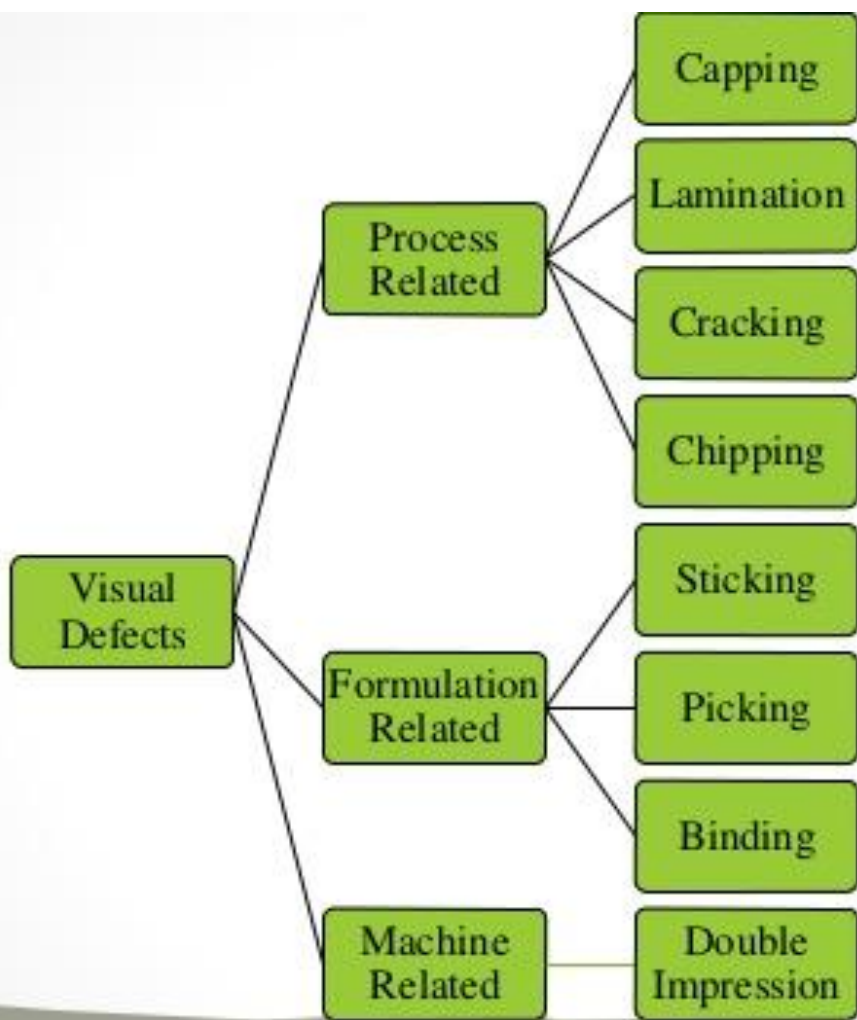 Capping
Lamination
Process
Related
Cracking
Chipping
Visual
Defects
Sticking
Formulation
Related
Picking
Binding
Machine
Related
Double
Impression